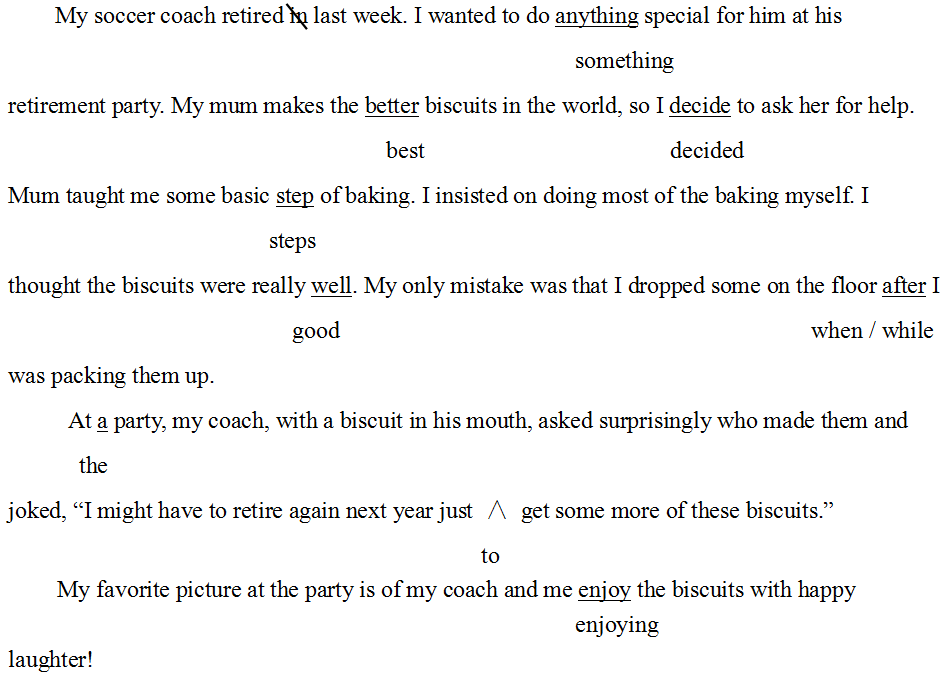 My soccer coach retired in last week. I wanted to do anything special for him at his
something
retirement party. My mum makes the better biscuits in the world, so I decide to ask her for help.
best decided
Mum taught me some basic step of baking. I insisted on doing most of the baking myself. I
steps
thought the biscuits were really well. My only mistake was that I dropped some on the floor after I
good when / while
was packing them up.
At a party, my coach, with a biscuit in his mouth, asked surprisingly who made them and
the
joked, “I might have to retire again next year just ∧ get some more of these biscuits.”
to
My favorite picture at the party is of my coach and me enjoy the biscuits with happy
enjoying
laughter!